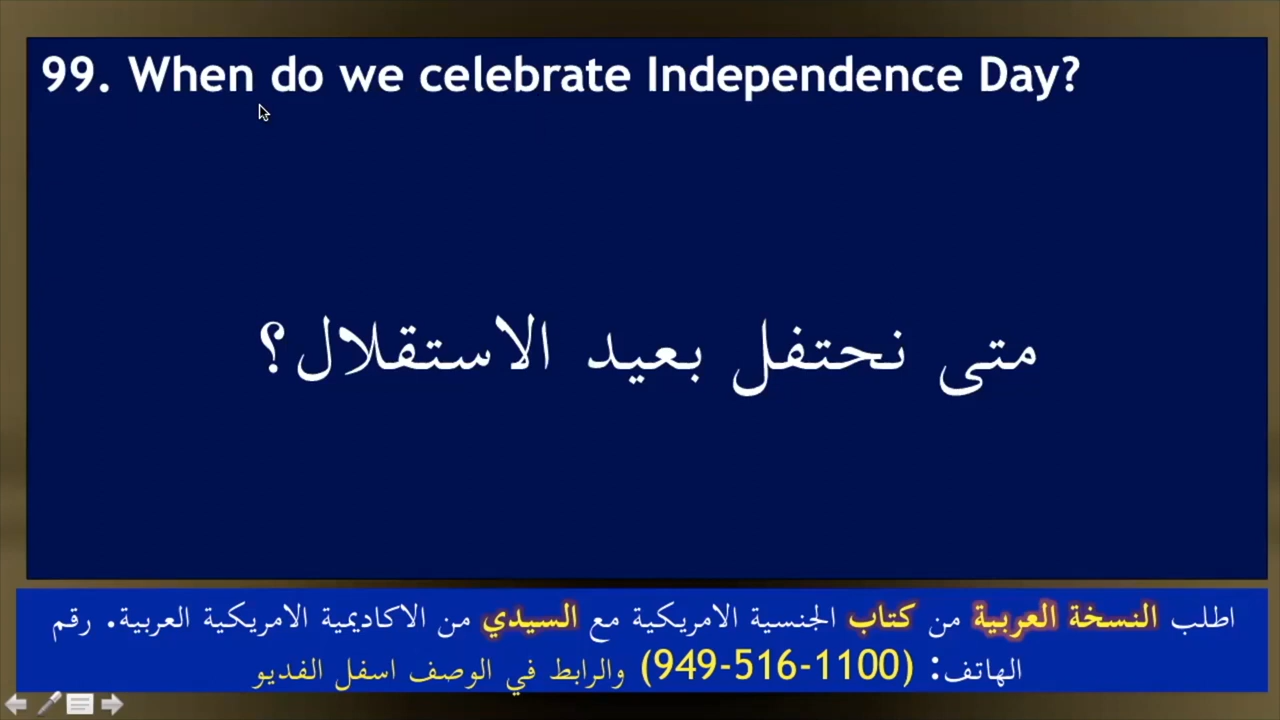 99. When do we celebrate Independence Day?
متى نحتفل بعيد الاستقلال؟
اطلب النسخة العربية من كتاب الجنسية الامريكية مع السيدي من الاكاديمية الامريكية العربية. رقم
الهاتف: (949-516-1100) والرابط في الوصف اسفل الفديو